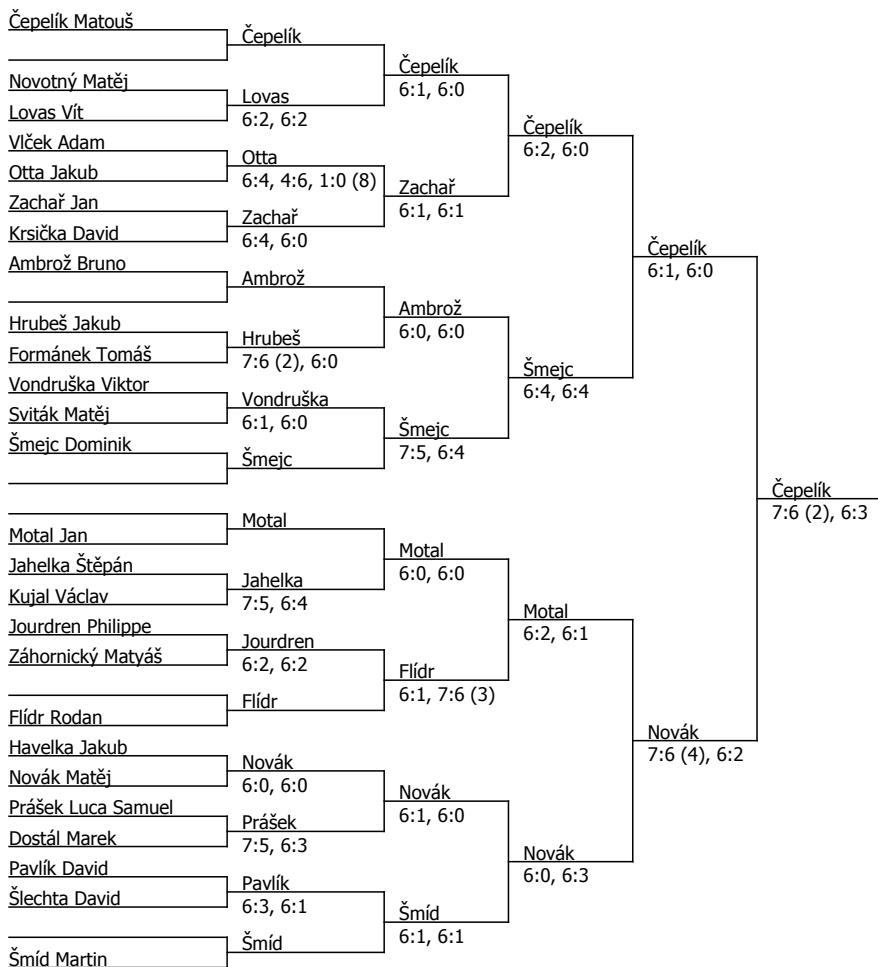 Čepelík Matouš
Novotný Matěj
Lovas Vít
Vlček Adam
Otta Jakub
Zachař Jan
Krsička David
Ambrož Bruno
Hrubeš Jakub
Formánek Tomáš
Vondruška Viktor
Sviták Matěj
Šmejc Dominik
Motal Jan
Jahelka Štěpán
Kujal Václav
Jourdren Philippe
Záhornický Matyáš
Flídr Rodan
Havelka Jakub
Novák Matěj
Prášek Luca Samuel
Dostál Marek
Pavlík David
Šlechta David
Šmíd Martin
Čepelík
Lovas
6:2, 6:2
Otta
6:4, 4:6, 1:0 (8)
Zachař
6:4, 6:0
Ambrož
Hrubeš
7:6 (2), 6:0
Vondruška
6:1, 6:0
Šmejc
Motal
Jahelka
7:5, 6:4
Jourdren
6:2, 6:2
Flídr
Novák
6:0, 6:0
Prášek
7:5, 6:3
Pavlík
6:3, 6:1
Šmíd
Čepelík
6:1, 6:0
Zachař
6:1, 6:1
Ambrož
6:0, 6:0
Šmejc
7:5, 6:4
Motal
6:0, 6:0
Flídr
6:1, 7:6 (3)
Novák
6:1, 6:0
Šmíd
6:1, 6:1
Čepelík
6:2, 6:0
Šmejc
6:4, 6:4
Motal
6:2, 6:1
Novák
6:0, 6:3
Čepelík
6:1, 6:0
Novák
7:6 (4), 6:2
Čepelík
7:6 (2), 6:3